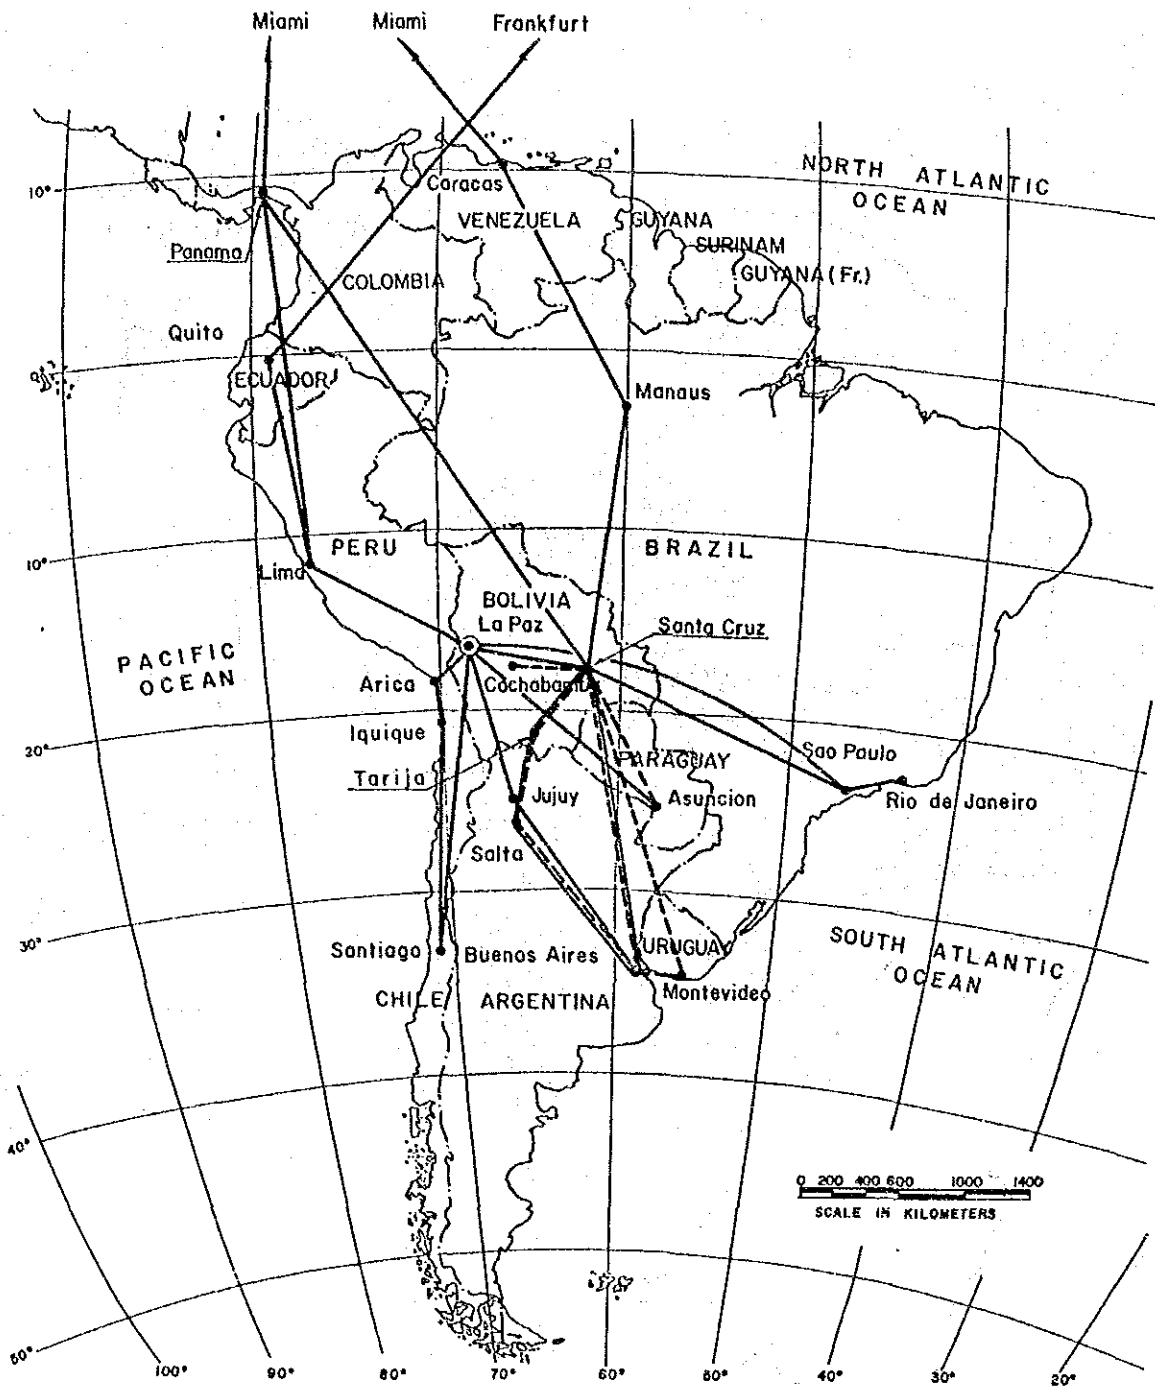 Miami
Miami
Frankfurt
NORTH ATLANTIC
OCEAN
10°
Caracas
VENEZUELA
GUYANA
Panama
SURINAM
COLOMBIA
GUYANA (Fr.)
Quito
0°
ECUADOR
Manaus
PERU
BRAZIL
10°
Lima
BOLIVIA
La Paz
Santa Cruz
PACIFIC
OCEAN
Arica
Cochabamba
Iquique
20°
Sao Paulo
Tarija
PARAGUAY
Jujuy
Asuncion
Rio de Janeiro
Salta
30°
Santiago
Buenos Aires
URUGUAY
SOUTH ATLANTIC
OCEAN
CHILE
ARGENTINA
Montevideo
40°
0 200 400 600 1000 1400
SCALE IN KILOMETERS
50°
100° 90° 80° 70° 60° 50° 40° 30° 20°